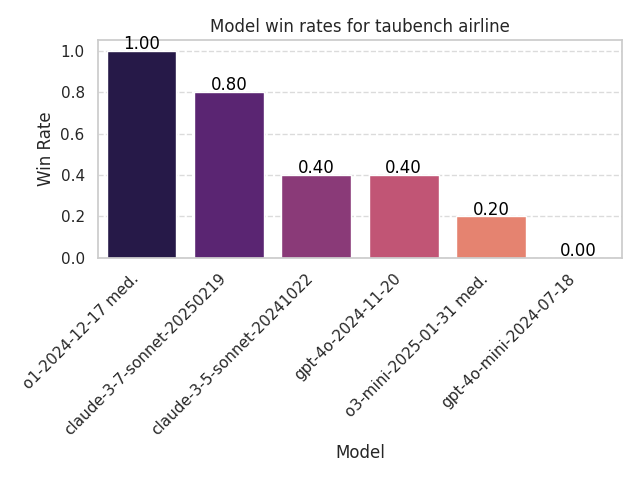 Model win rates for taubench airline
Win Rate
1.0
0.8
0.6
0.4
0.2
0.0
1.00
0.80
0.40
0.40
0.20
0.00
o1-2024-12-17 med.
claude-3-7-sonnet-20250219
claude-3-5-sonnet-20241022
gpt-4o-2024-11-20
o3-mini-2025-01-31 med.
gpt-4o-mini-2024-07-18
Model